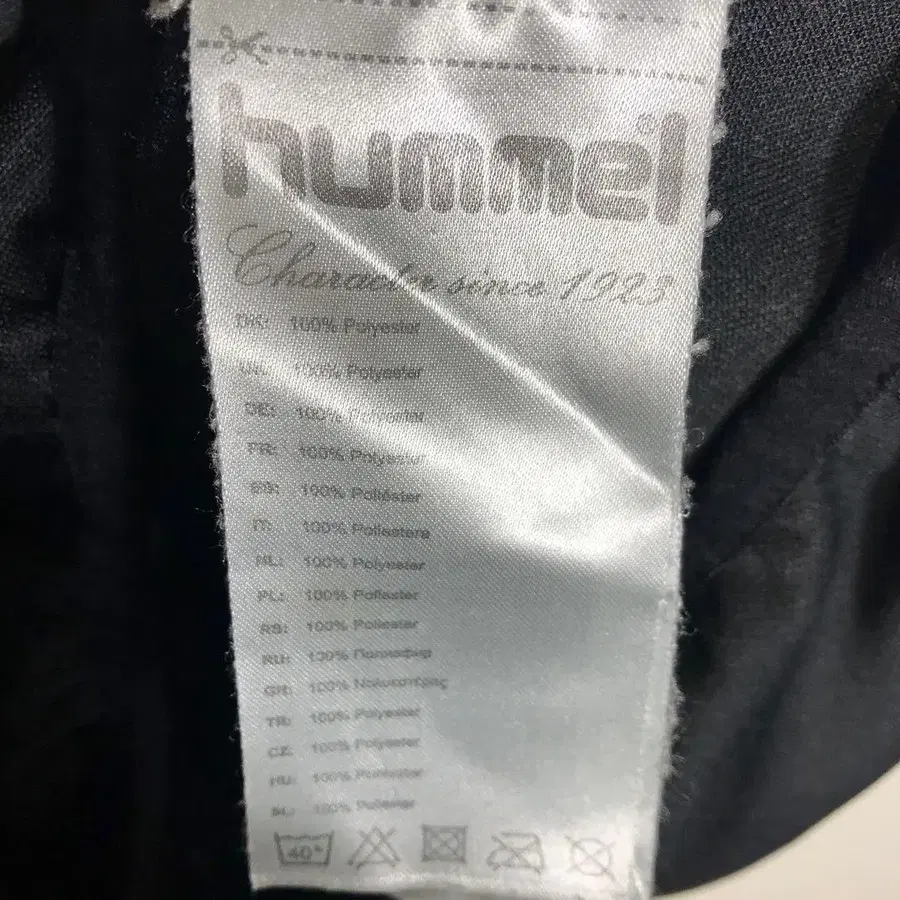 hummel®
Character since 1923
DK: 100% Polyester
100% Polyester
DE: 100% Polyester
FR: 100% Polyester
ES: 100% Poliéster
IT: 100% Poliestere
NL: 100% Polyester
PL: 100% Poliester
RS: 100% Poliester
RU: 100% Полиэфир
GR: 100% Πολυεστέρας
TR: 100% Polyester
CZ: 100% Polyester
HU: 100% Poliészter
100% Poliester
40°